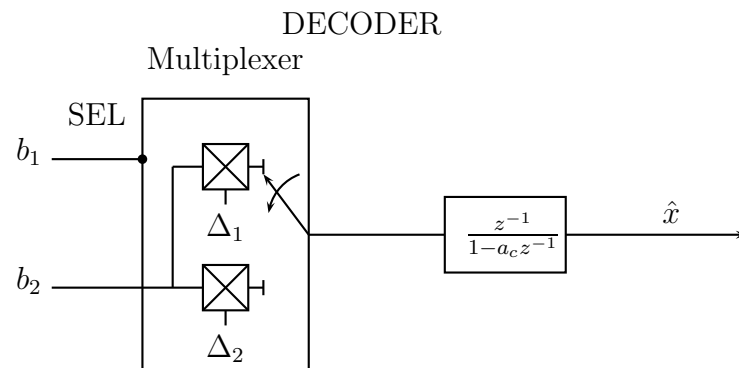 DECODER
Multiplexer
SEL
b₁
Δ₁
z⁻¹
1−a_c z⁻¹
x̂
b₂
Δ₂